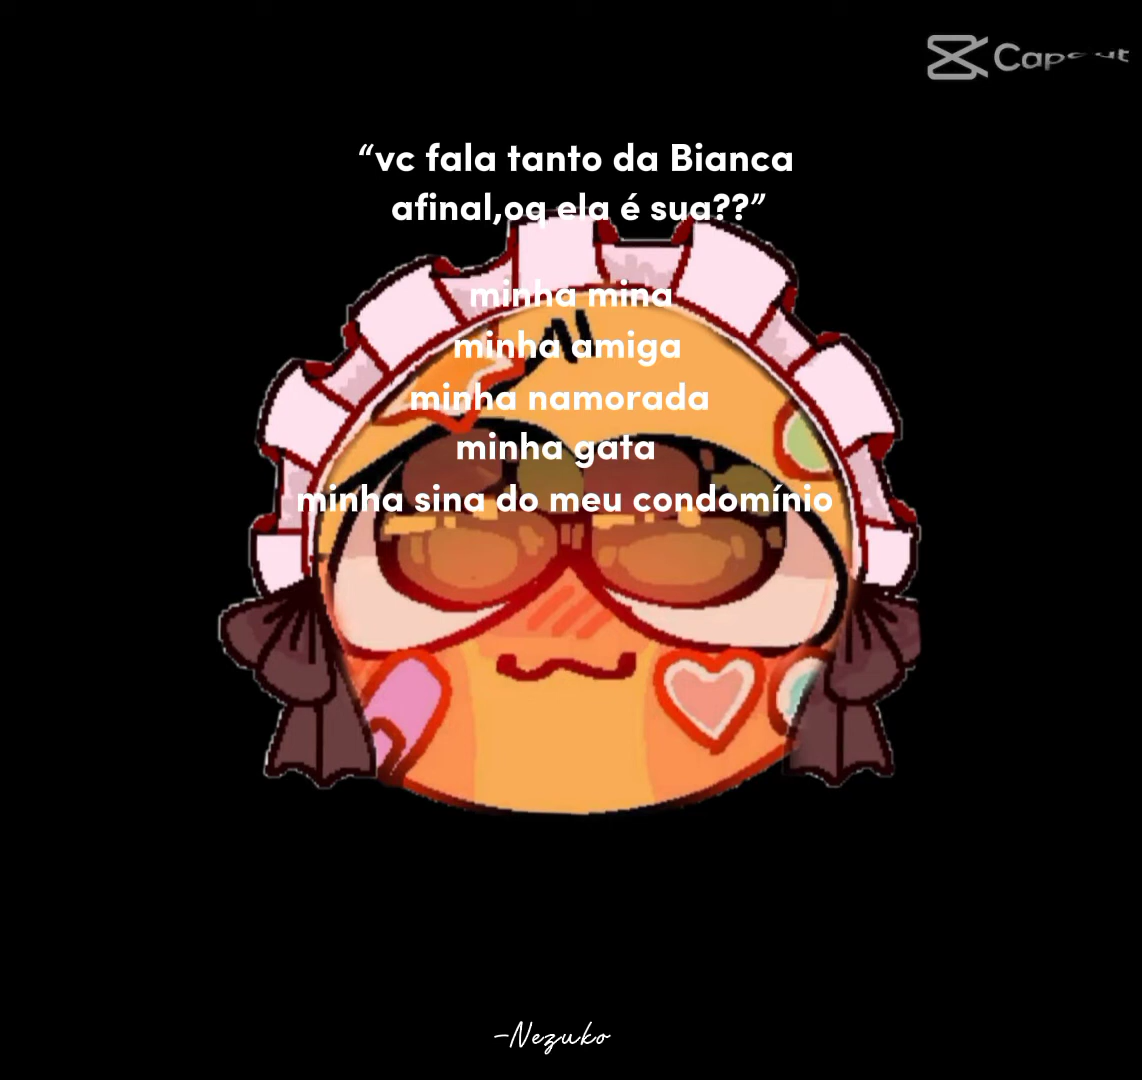 CapCut
“vc fala tanto da Bianca
afinal,oq ela é sua??”
minha mina
minha amiga
minha namorada
minha gata
minha sina do meu condomínio
-Nezuko